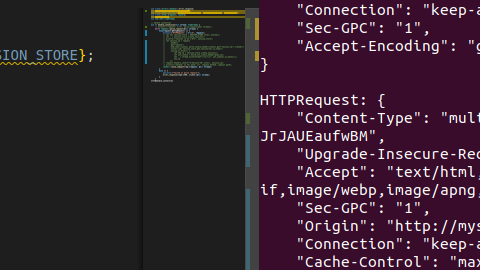 SION_STORE};
"Connection": "keep-a
"Sec-GPC": "1",
"Accept-Encoding": "g
}
HTTPRequest: {
"Content-Type": "mult
JrJAUEaufwBM",
"Upgrade-Insecure-Rec
"Accept": "text/html,
if,image/webp,image/apng,
"Sec-GPC": "1",
"Origin": "http://mys
"Connection": "keep-a
"Cache-Control": "max